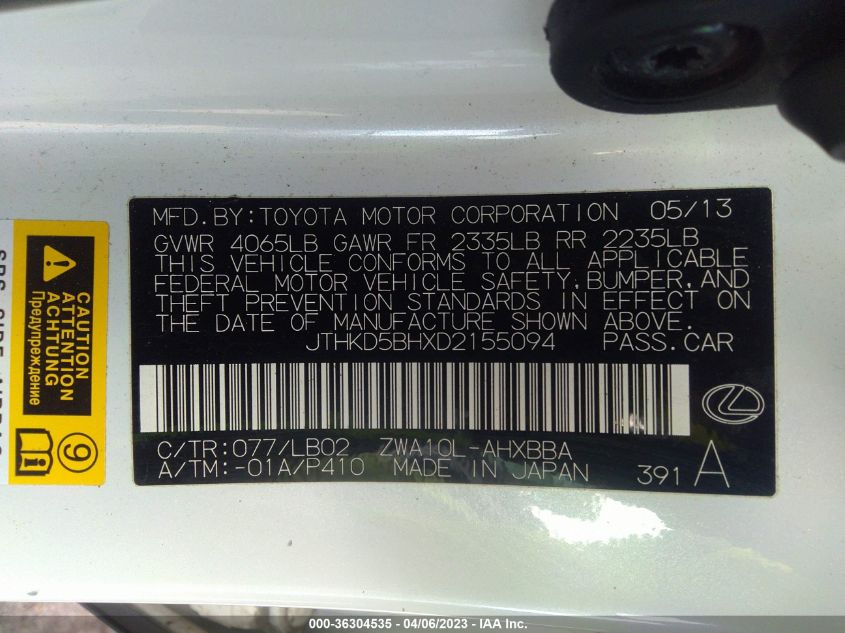 MFD.BY:TOYOTA MOTOR CORPORATION 05/13
GVWR 4065LB GAWR FR 2335LB RR 2235LB
THIS VEHICLE CONFORMS TO ALL APPLICABLE
FEDERAL MOTOR VEHICLE SAFETY,BUMPER,AND
THEFT PREVENTION STANDARDS IN EFFECT ON
THE DATE OF MANUFACTURE SHOWN ABOVE.
JTHKD5BHXD2155094 PASS.CAR
C/TR:077/LB02 ZWA10L-AHXBBA
A/TM:-01A/P410 MADE IN JAPAN 391 A
CAUTION
ATTENTION
ACHTUNG
Предупреждение
9
000-36304535 - 04/06/2023 - IAA Inc.